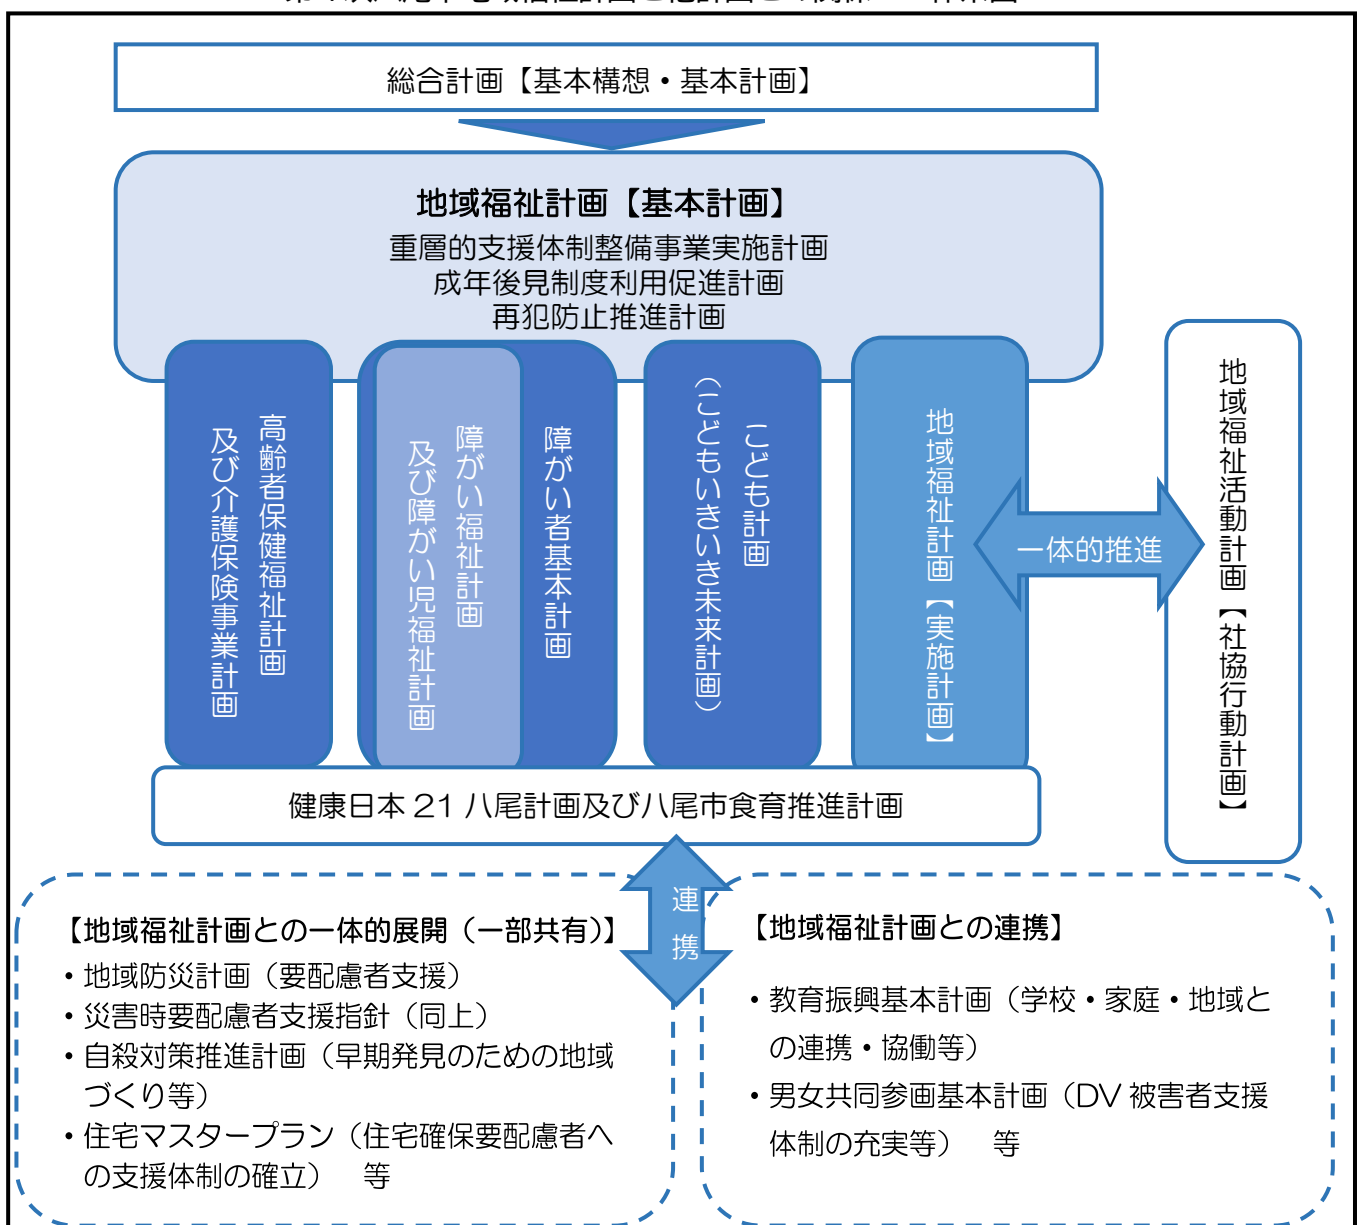 総合計画【基本構想・基本計画】
地域福祉計画【基本計画】
重層的支援体制整備事業実施計画
成年後見制度利用促進計画
再犯防止推進計画
高齢者保健福祉計画
及び介護保険事業計画
障がい者基本計画
障がい福祉計画
及び障がい児福祉計画
こども計画
（こどもいきいき未来計画）
地域福祉計画【実施計画】
一体的推進
地域福祉活動計画【社協行動計画】
健康日本21八尾計画及び八尾市食育推進計画
連携
【地域福祉計画との一体的展開（一部共有）】
・地域防災計画（要配慮者支援）
・災害時要配慮者支援指針（同上）
・自殺対策推進計画（早期発見のための地域
づくり等）
・住宅マスタープラン（住宅確保要配慮者へ
の支援体制の確立）　等
【地域福祉計画との連携】
・教育振興基本計画（学校・家庭・地域と
の連携・協働等）
・男女共同参画基本計画（DV被害者支援
体制の充実等）　等